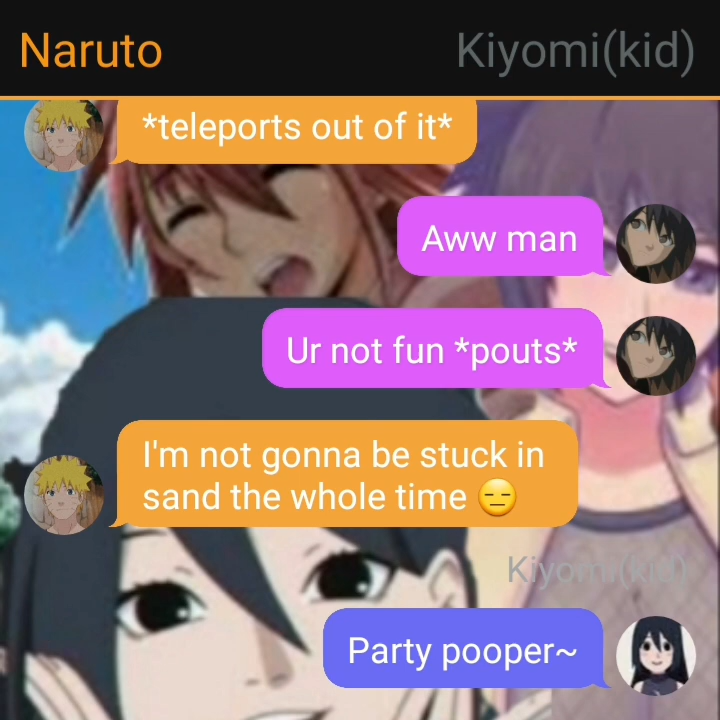 Naruto
Kiyomi(kid)
*teleports out of it*
Aww man
Ur not fun *pouts*
I'm not gonna be stuck in
sand the whole time 😑
Kiyomi(kid)
Party pooper~